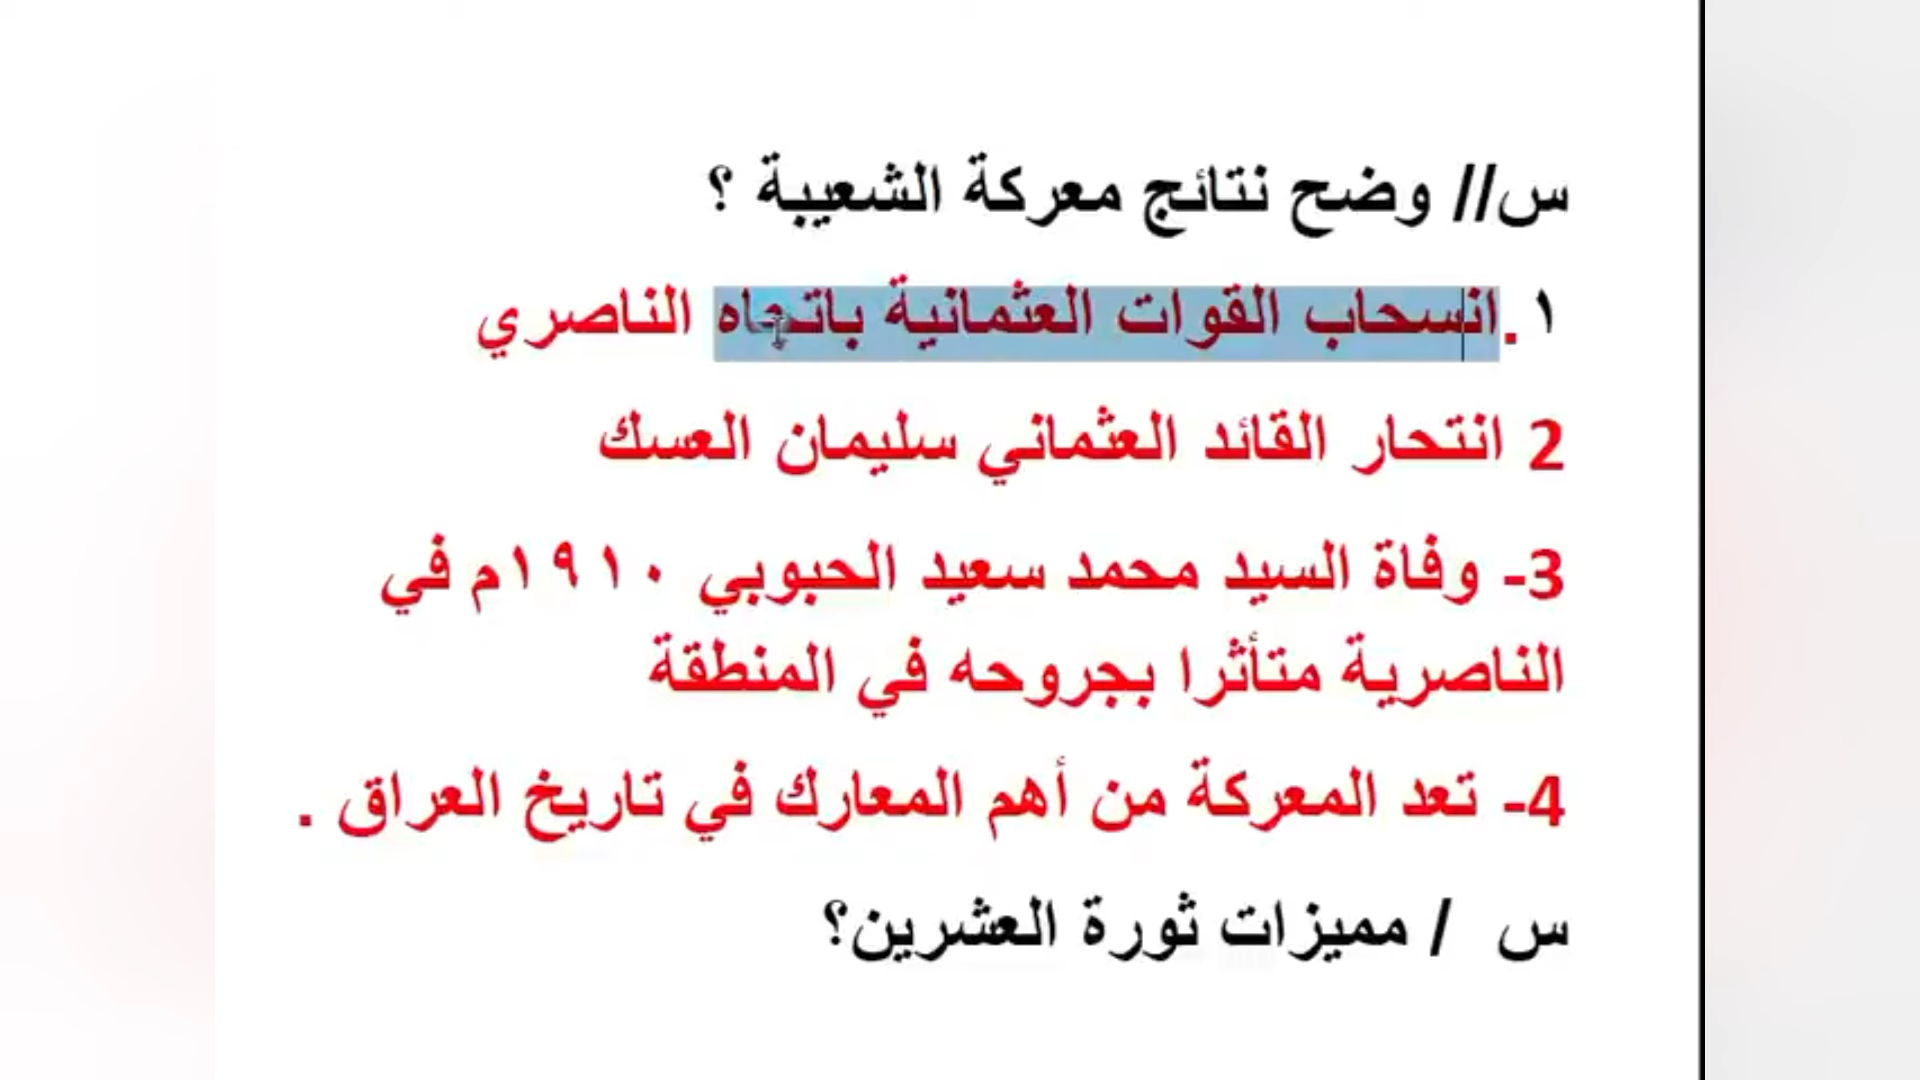 س// وضح نتائج معركة الشعيبة ؟
١.انسحاب القوات العثمانية باتجاه الناصري
2 انتحار القائد العثماني سليمان العسك
3- وفاة السيد محمد سعيد الحبوبي ١٩١٠م في
الناصرية متأثرا بجروحه في المنطقة
4- تعد المعركة من أهم المعارك في تاريخ العراق .
س / مميزات ثورة العشرين؟